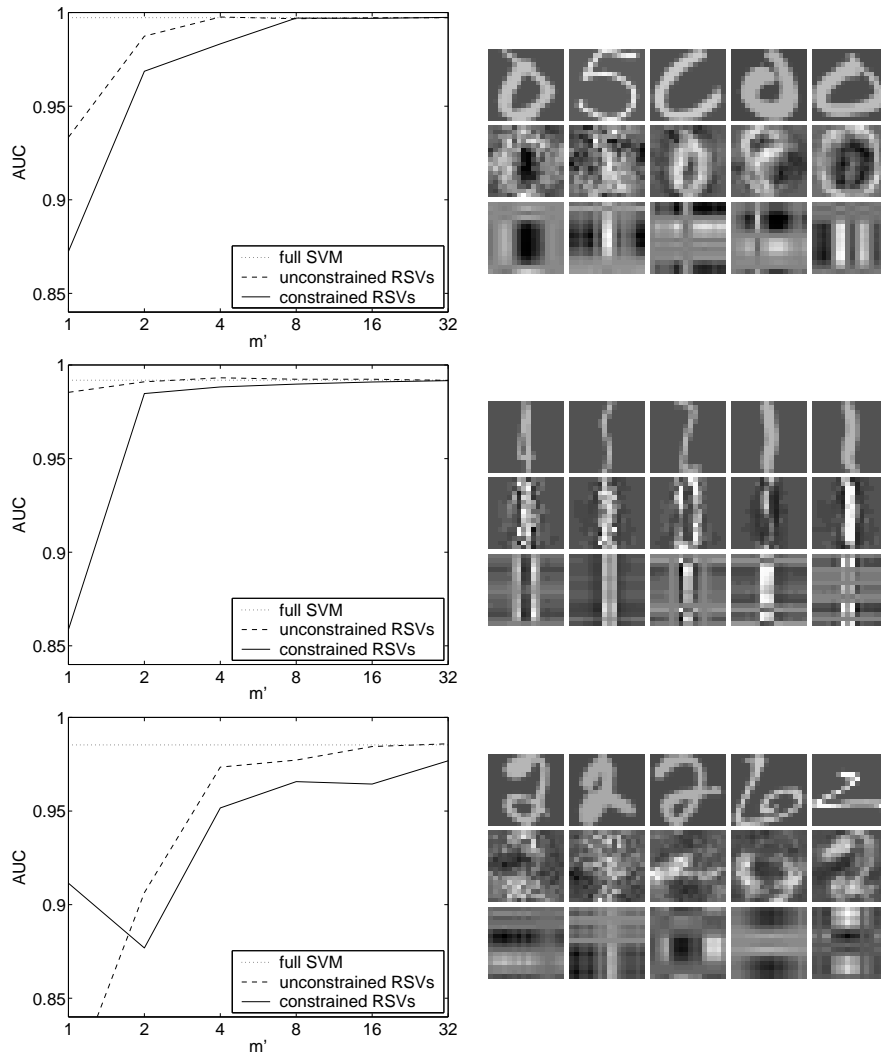 1
0.95
AUC
0.9
0.85
full SVM
unconstrained RSVs
constrained RSVs
1 2 4 8 16 32
m'
1
0.95
AUC
0.9
0.85
full SVM
unconstrained RSVs
constrained RSVs
1 2 4 8 16 32
m'
1
0.95
AUC
0.9
0.85
full SVM
unconstrained RSVs
constrained RSVs
1 2 4 8 16 32
m'